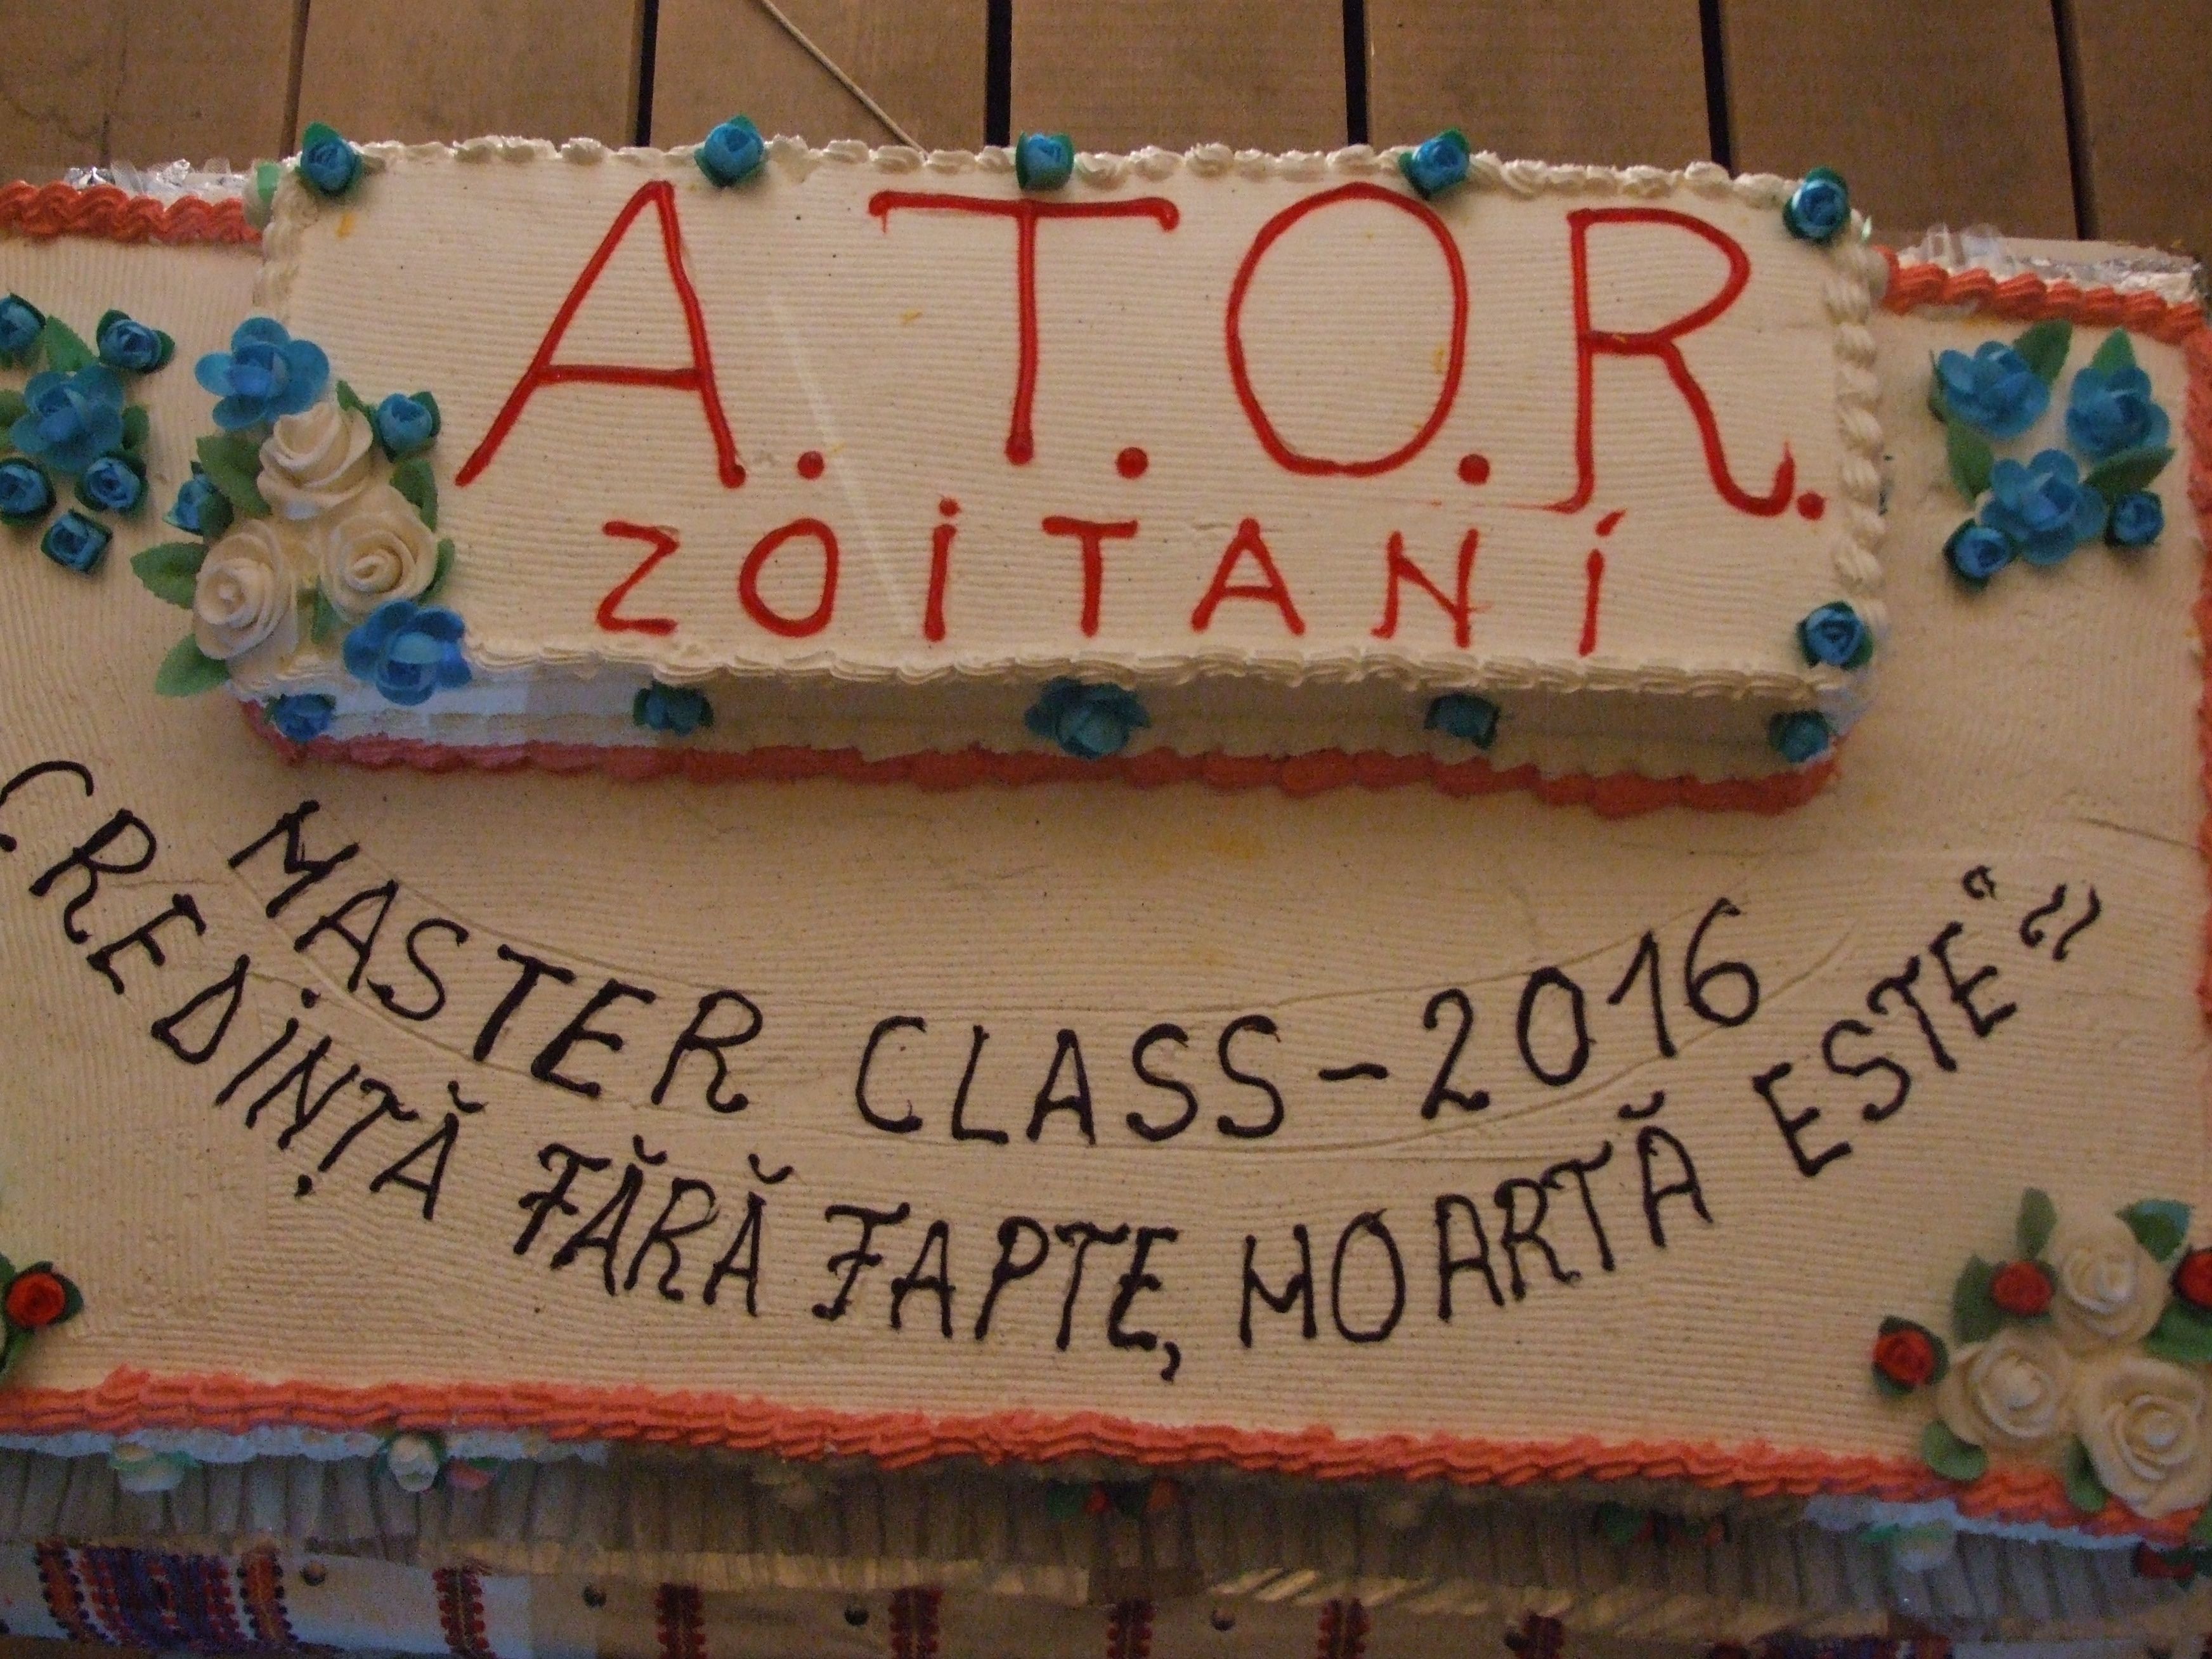 A.T.O.R.
ZOITANI
MASTER CLASS-2016
CREDINȚĂ FĂRĂ FAPTE, MOARTĂ ESTE"